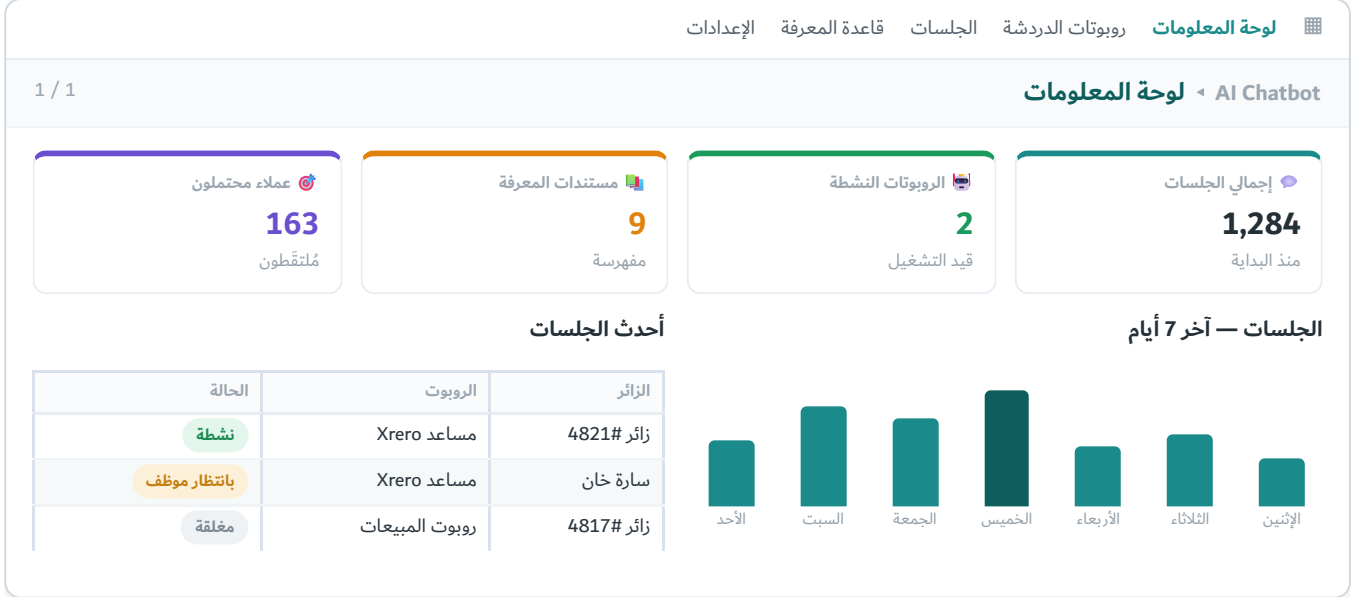 لوحة المعلومات روبوتات الدردشة الجلسات قاعدة المعرفة الإعدادات
AI Chatbot ◂ لوحة المعلومات
1 / 1
إجمالي الجلسات
1,284
منذ البداية
الروبوتات النشطة
2
قيد التشغيل
مستندات المعرفة
9
مفهرسة
عملاء محتملون
163
مُلتقَطون
الجلسات — آخر 7 أيام
الإثنين الثلاثاء الأربعاء الخميس الجمعة السبت الأحد
أحدث الجلسات
الزائر الروبوت الحالة
زائر #4821 مساعد Xrero نشطة
سارة خان مساعد Xrero بانتظار موظف
زائر #4817 روبوت المبيعات مغلقة